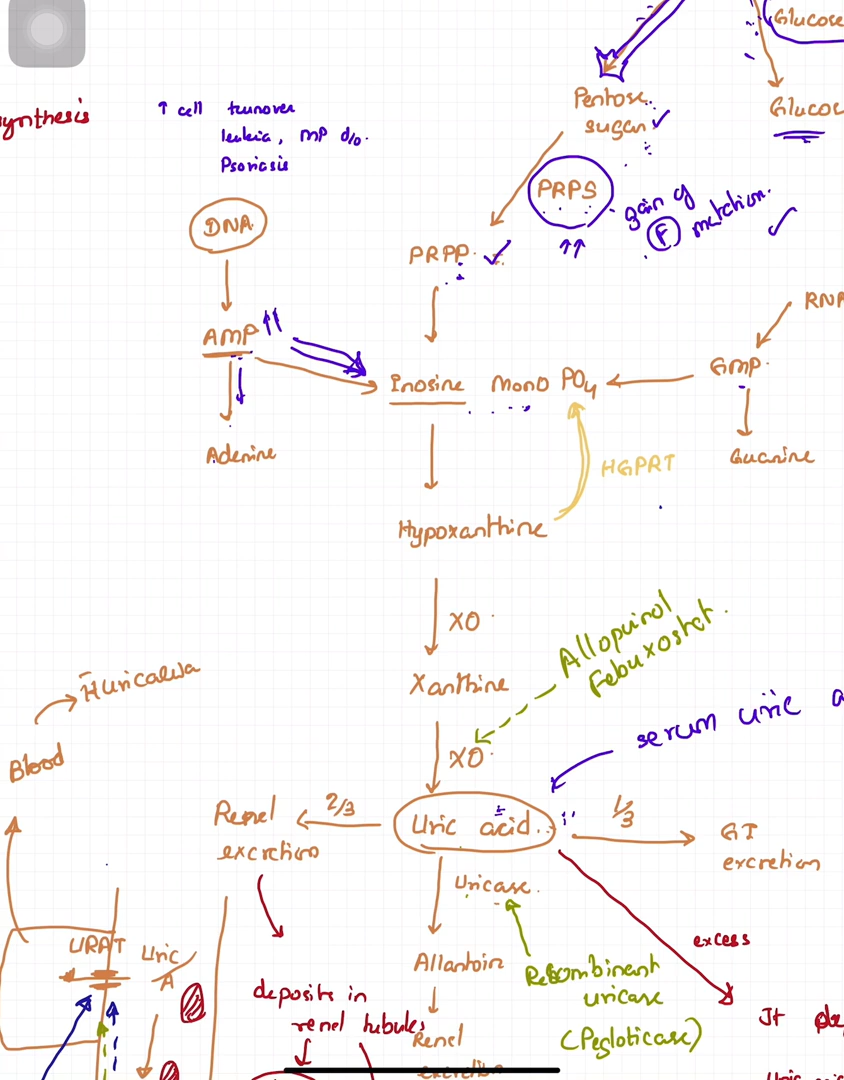 Glucose
Pentose
sugar
Glucose
ynthesis
↑ cell turnover
leukeia, MP d/o.
Psoriasis
PRPS
gain of
(F) mutation.
↑↑
DNA
PRPP
RNA
AMP ↑↑
GMP
Inosine Mono PO4
Adenine
Guanine
HGPRT
Hypoxanthine
XO
Allopurinol
Febuxostat.
Xanthine
XO
serum uric a
Blood
Renal
excretion
2/3
Uric acid
1/3
GI
excretion
Uricase
excess
URAT
Uric
A
Allantoin
Recombinant
uricase
(Pegloticase)
deposits in
renal tubules
Renal
excretion
Jt de